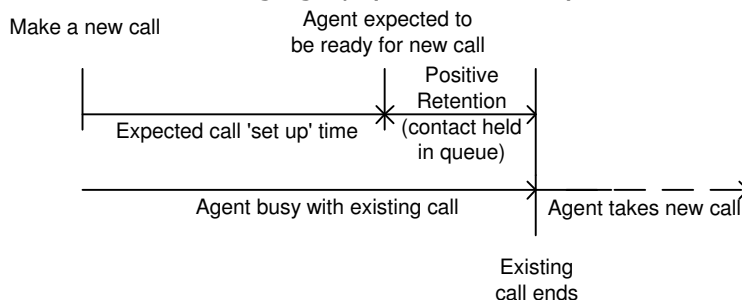 Make a new call
Agent expected to
be ready for new call
Positive
Retention
(contact held
in queue)
Expected call 'set up' time
Agent busy with existing call
Agent takes new call
Existing
call ends